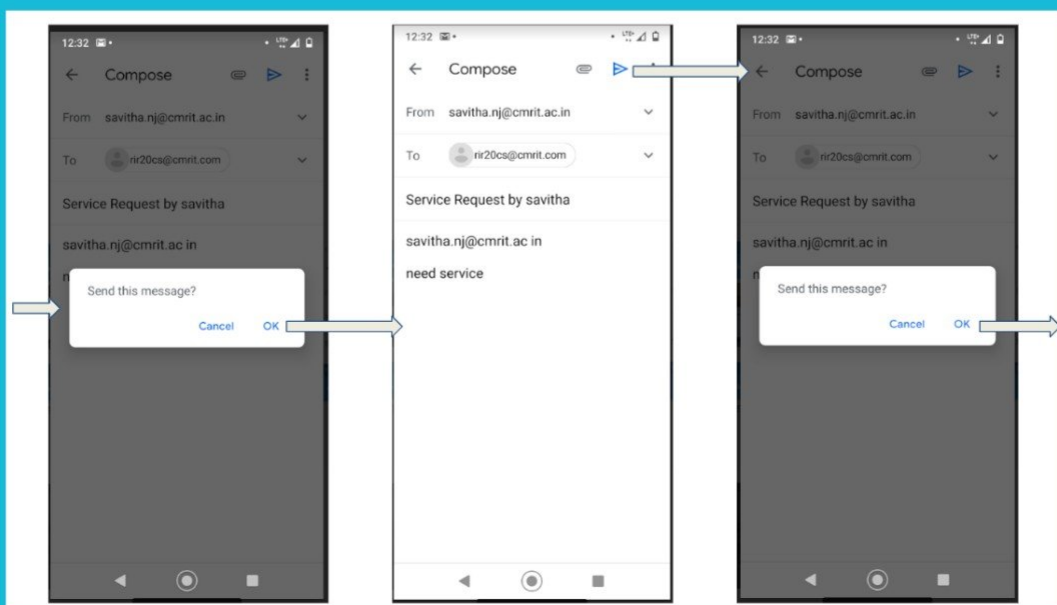 12:32
LTE+
Compose
From savitha.nj@cmrit.ac.in
To rir20cs@cmrit.com
Service Request by savitha
savitha.nj@cmrit.ac in
n
Send this message?
Cancel OK
12:32
LTE+
Compose
From savitha.nj@cmrit.ac.in
To rir20cs@cmrit.com
Service Request by savitha
savitha.nj@cmrit.ac in
need service
12:32
LTE+
Compose
From savitha.nj@cmrit.ac.in
To rir20cs@cmrit.com
Service Request by savitha
savitha.nj@cmrit.ac in
n
Send this message?
Cancel OK